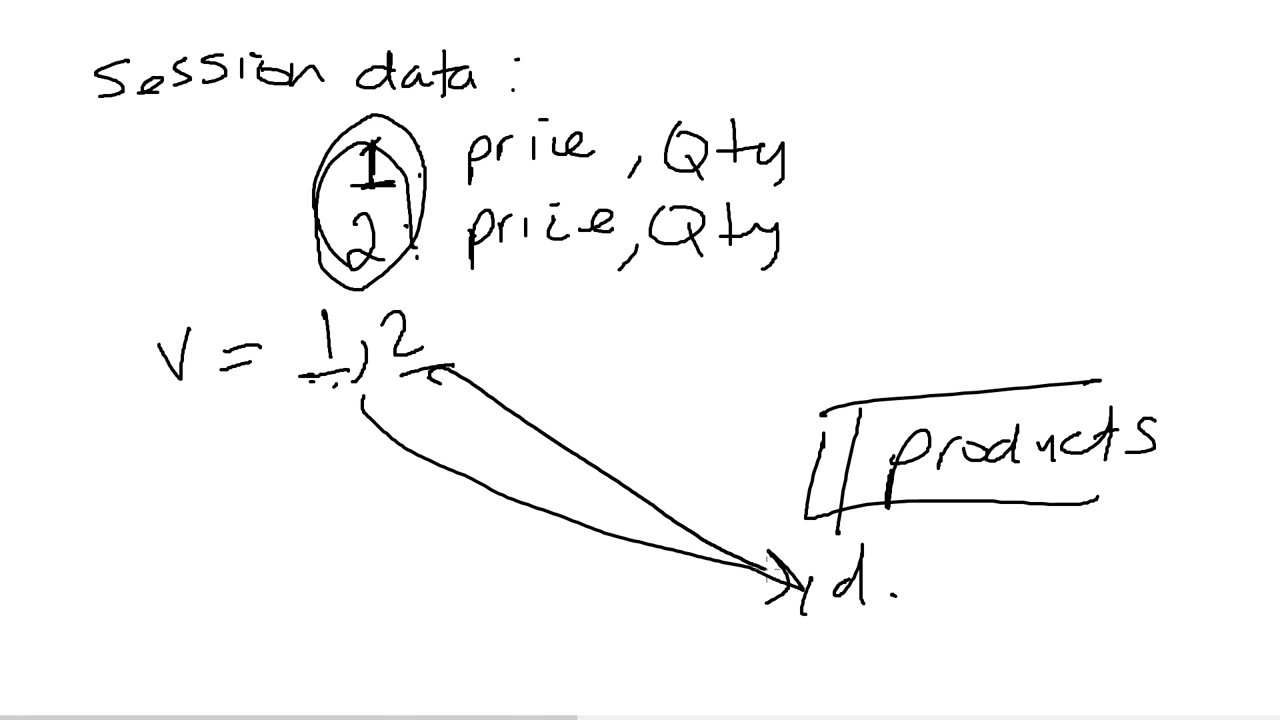 Session data :
1 price , Qty
2 : price , Qty
V = 1 , 2
products
id .